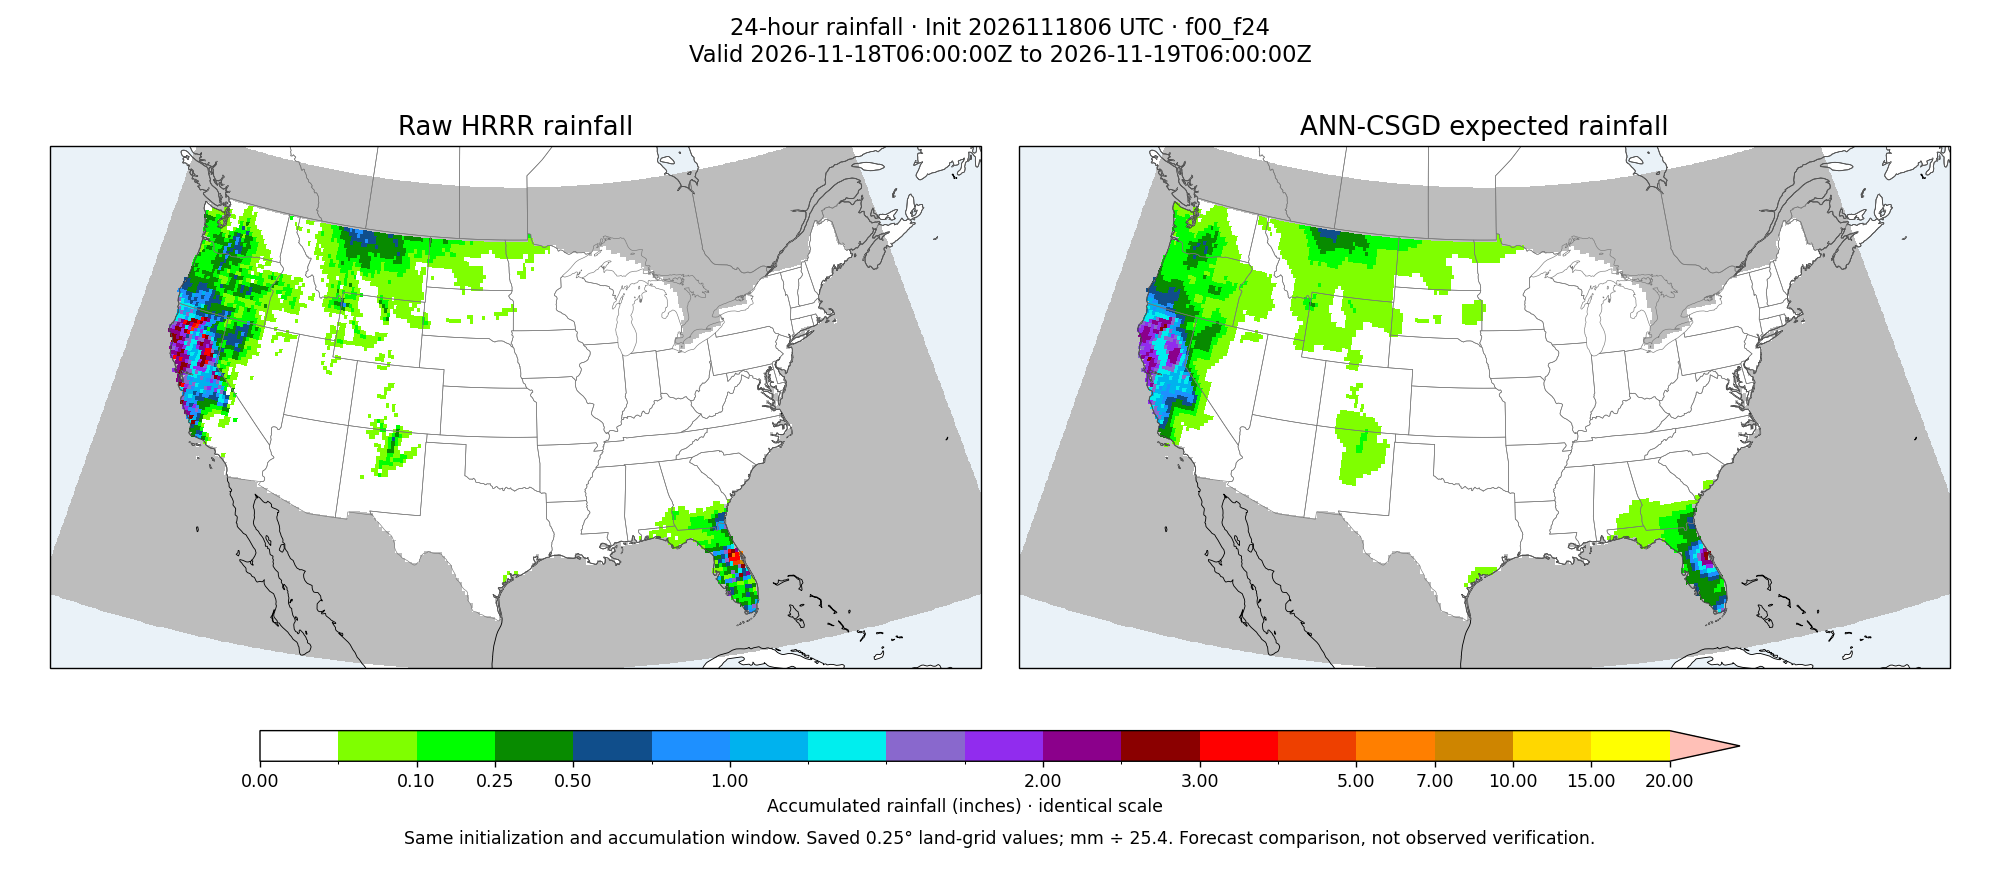 24-hour rainfall · Init 2026111806 UTC · f00_f24
Valid 2026-11-18T06:00:00Z to 2026-11-19T06:00:00Z
Raw HRRR rainfall
ANN-CSGD expected rainfall
0.00 0.10 0.25 0.50 1.00 2.00 3.00 5.00 7.00 10.00 15.00 20.00
Accumulated rainfall (inches) · identical scale
Same initialization and accumulation window. Saved 0.25° land-grid values; mm ÷ 25.4. Forecast comparison, not observed verification.